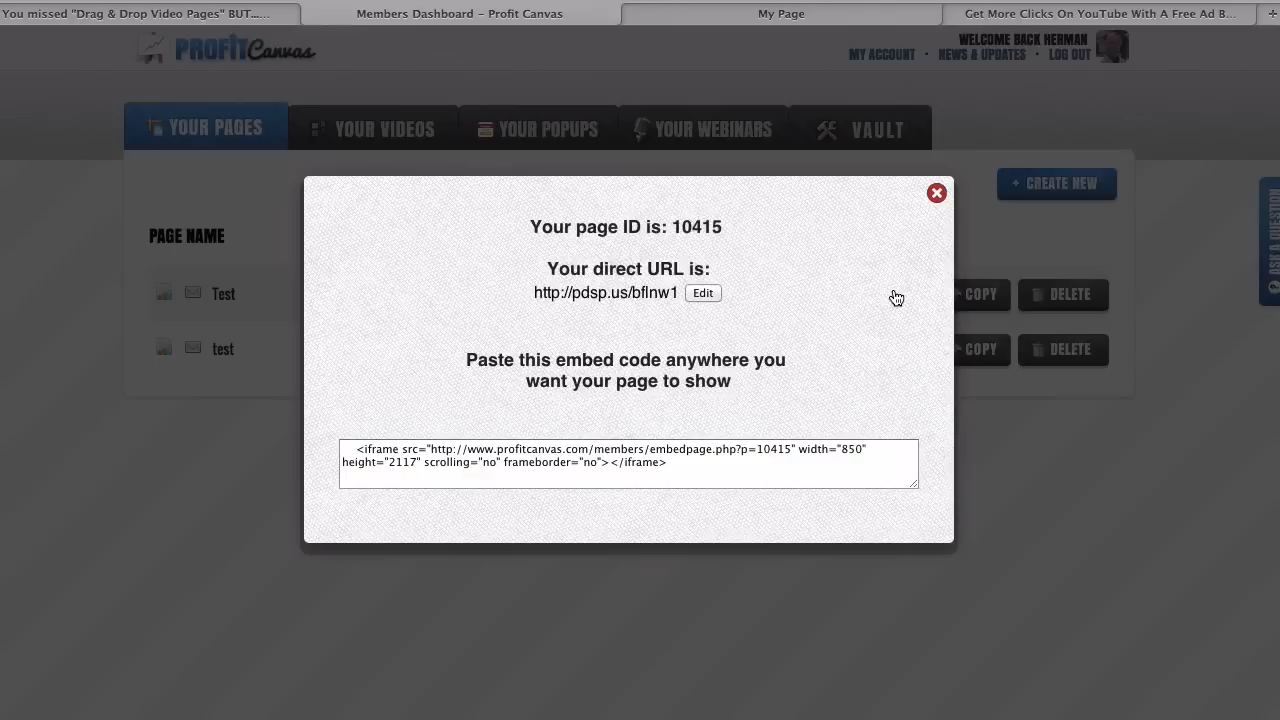 You missed "Drag & Drop Video Pages" BUT......
Members Dashboard – Profit Canvas
My Page
Get More Clicks On YouTube With A Free Ad B...
PROFITCanvas
WELCOME BACK HERMAN
MY ACCOUNT · NEWS & UPDATES · LOG OUT
YOUR PAGES
YOUR VIDEOS
YOUR POPUPS
YOUR WEBINARS
VAULT
+ CREATE NEW
PAGE NAME
Your page ID is: 10415
Your direct URL is:
http://pdsp.us/bflnw1 Edit
Test
COPY
DELETE
test
COPY
DELETE
Paste this embed code anywhere you
want your page to show
<iframe src="http://www.profitcanvas.com/members/embedpage.php?p=10415" width="850"
height="2117" scrolling="no" frameborder="no"></iframe>
ASK A QUESTION